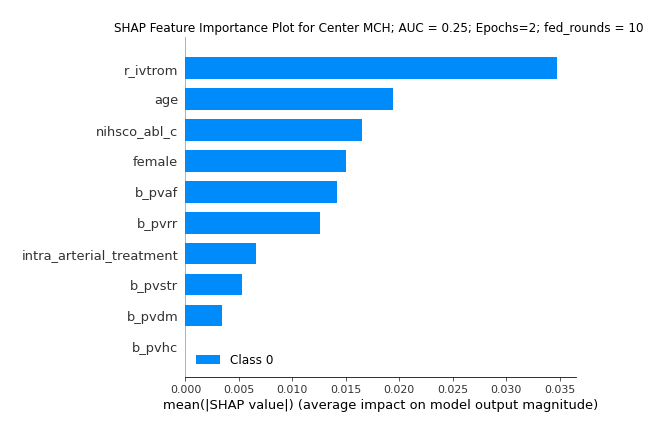 SHAP Feature Importance Plot for Center MCH; AUC = 0.25; Epochs=2; fed_rounds = 10
r_ivtrom
age
nihsco_abl_c
female
b_pvaf
b_pvrr
intra_arterial_treatment
b_pvstr
b_pvdm
b_pvhc
Class 0
0.000 0.005 0.010 0.015 0.020 0.025 0.030 0.035
mean(|SHAP value|) (average impact on model output magnitude)